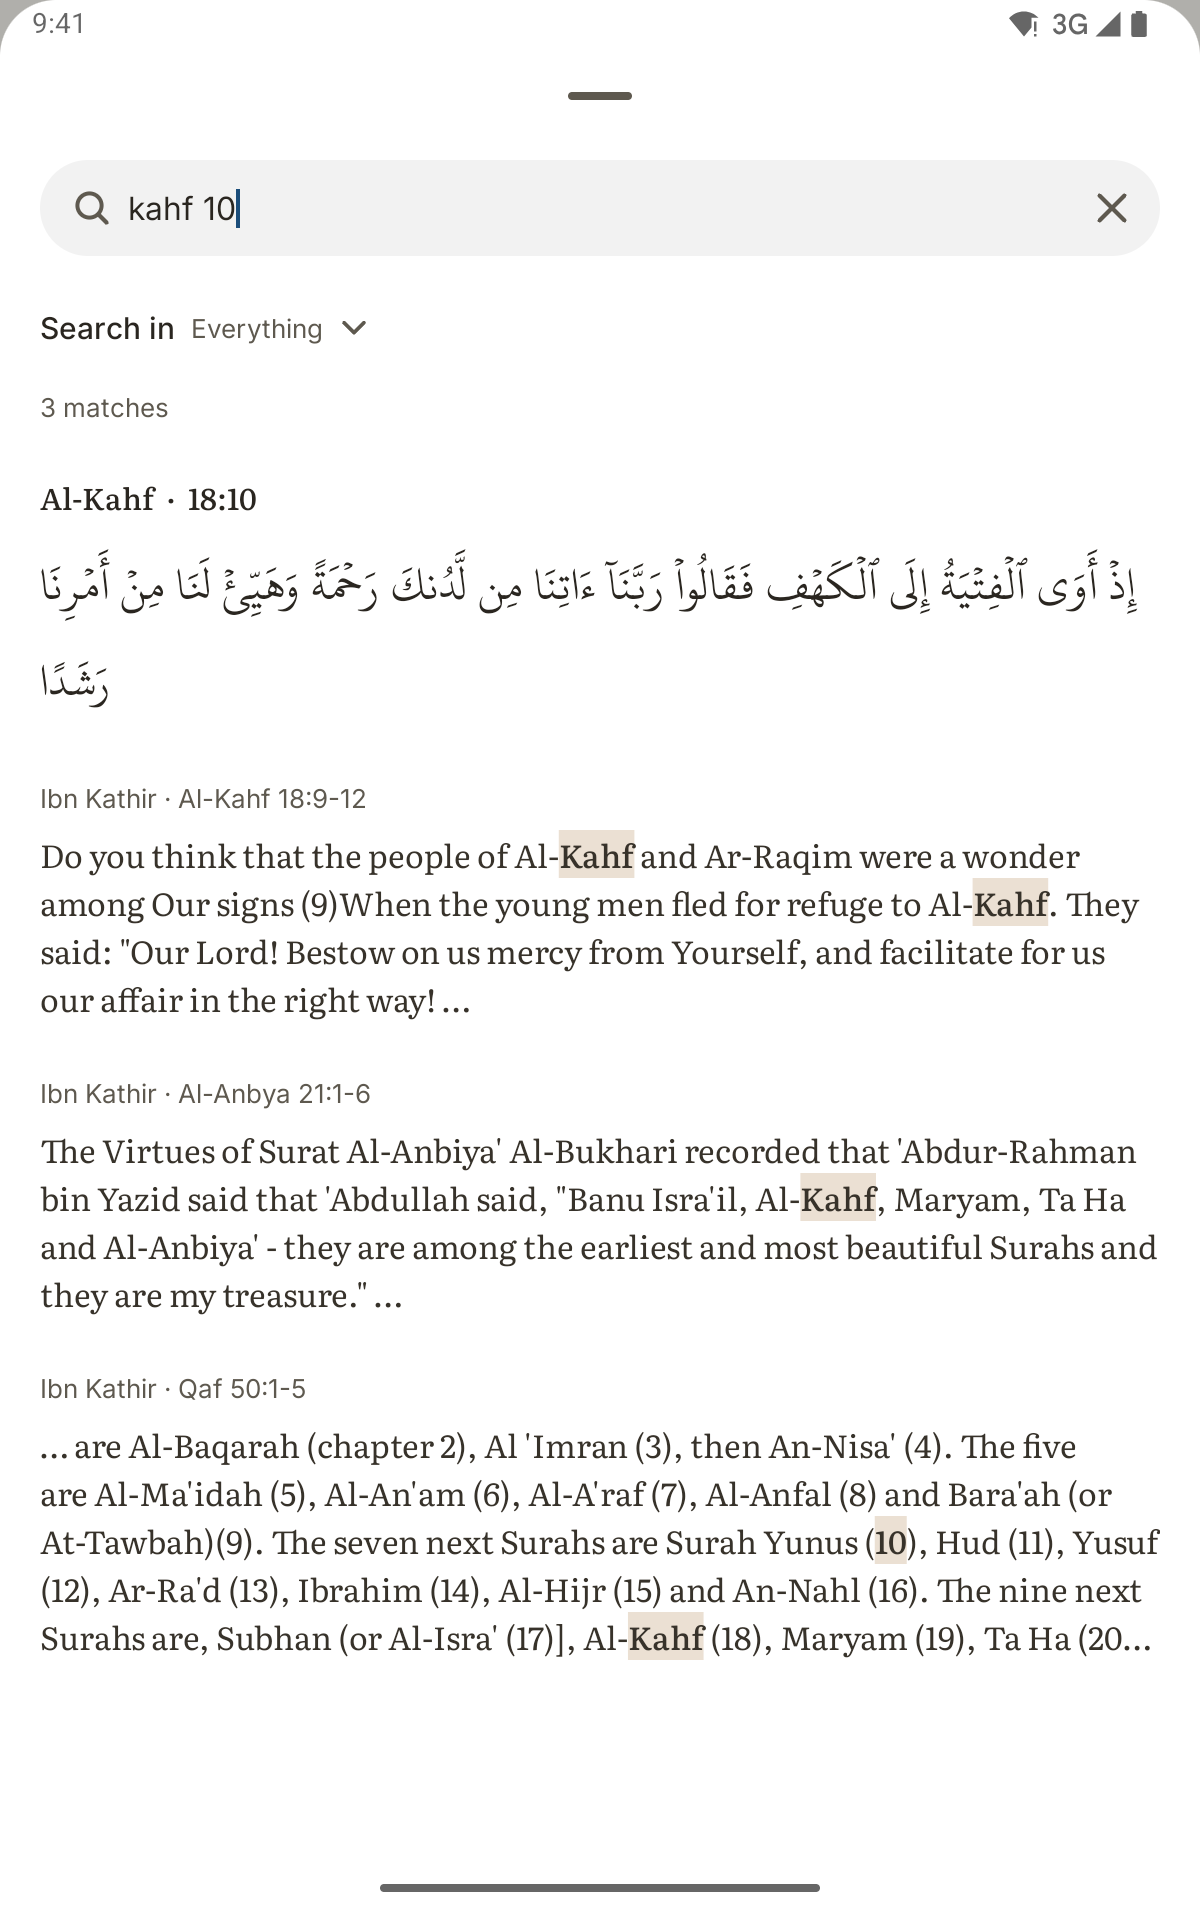 9:41
3G
kahf 10
Search in Everything
3 matches
Al-Kahf · 18:10
إِذْ أَوَى ٱلْفِتْيَةُ إِلَى ٱلْكَهْفِ فَقَالُوا۟ رَبَّنَآ ءَاتِنَا مِن لَّدُنكَ رَحْمَةً وَهَيِّئْ لَنَا مِنْ أَمْرِنَا
رَشَدًا
Ibn Kathir · Al-Kahf 18:9-12
Do you think that the people of Al-Kahf and Ar-Raqim were a wonder
among Our signs (9)When the young men fled for refuge to Al-Kahf. They
said: "Our Lord! Bestow on us mercy from Yourself, and facilitate for us
our affair in the right way! ...
Ibn Kathir · Al-Anbya 21:1-6
The Virtues of Surat Al-Anbiya' Al-Bukhari recorded that 'Abdur-Rahman
bin Yazid said that 'Abdullah said, "Banu Isra'il, Al-Kahf, Maryam, Ta Ha
and Al-Anbiya' - they are among the earliest and most beautiful Surahs and
they are my treasure." ...
Ibn Kathir · Qaf 50:1-5
... are Al-Baqarah (chapter 2), Al 'Imran (3), then An-Nisa' (4). The five
are Al-Ma'idah (5), Al-An'am (6), Al-A'raf (7), Al-Anfal (8) and Bara'ah (or
At-Tawbah)(9). The seven next Surahs are Surah Yunus (10), Hud (11), Yusuf
(12), Ar-Ra'd (13), Ibrahim (14), Al-Hijr (15) and An-Nahl (16). The nine next
Surahs are, Subhan (or Al-Isra' (17)], Al-Kahf (18), Maryam (19), Ta Ha (20...